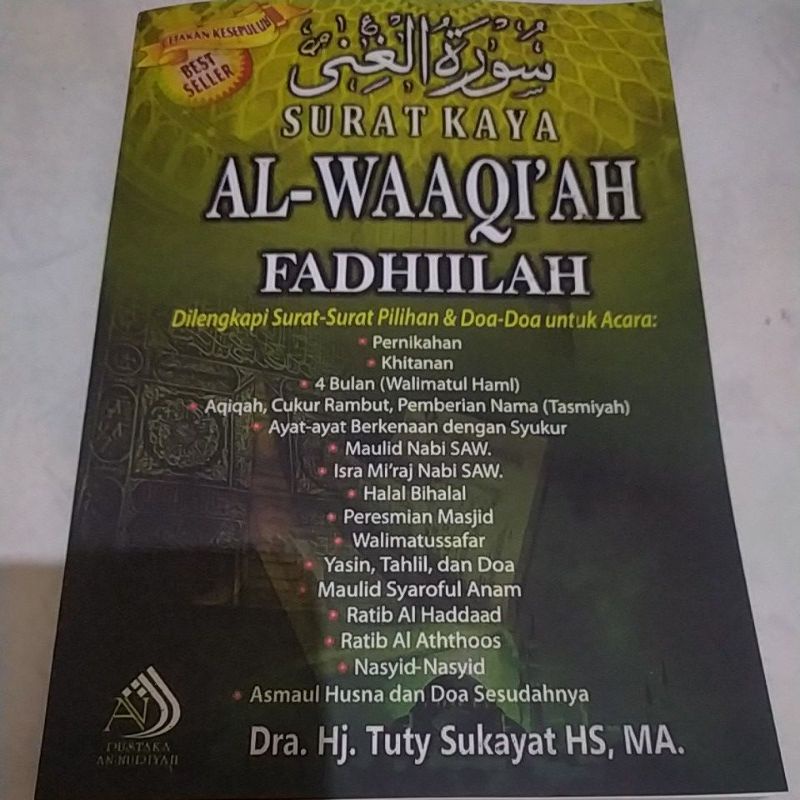 CETAKAN KESEPULUH
BEST
SELLER
سُورَةُ الْغِنَى
SURAT KAYA
AL-WAAQI'AH
FADHIILAH
Dilengkapi Surat-Surat Pilihan & Doa-Doa untuk Acara:
• Pernikahan
• Khitanan
• 4 Bulan (Walimatul Haml)
• Aqiqah, Cukur Rambut, Pemberian Nama (Tasmiyah)
• Ayat-ayat Berkenaan dengan Syukur
• Maulid Nabi SAW.
• Isra Mi'raj Nabi SAW.
• Halal Bihalal
• Peresmian Masjid
• Walimatussafar
• Yasin, Tahlil, dan Doa
• Maulid Syaroful Anam
• Ratib Al Haddaad
• Ratib Al Aththoos
• Nasyid-Nasyid
• Asmaul Husna dan Doa Sesudahnya
PUSTAKA
AN-NUDIYAH
Dra. Hj. Tuty Sukayat HS, MA.